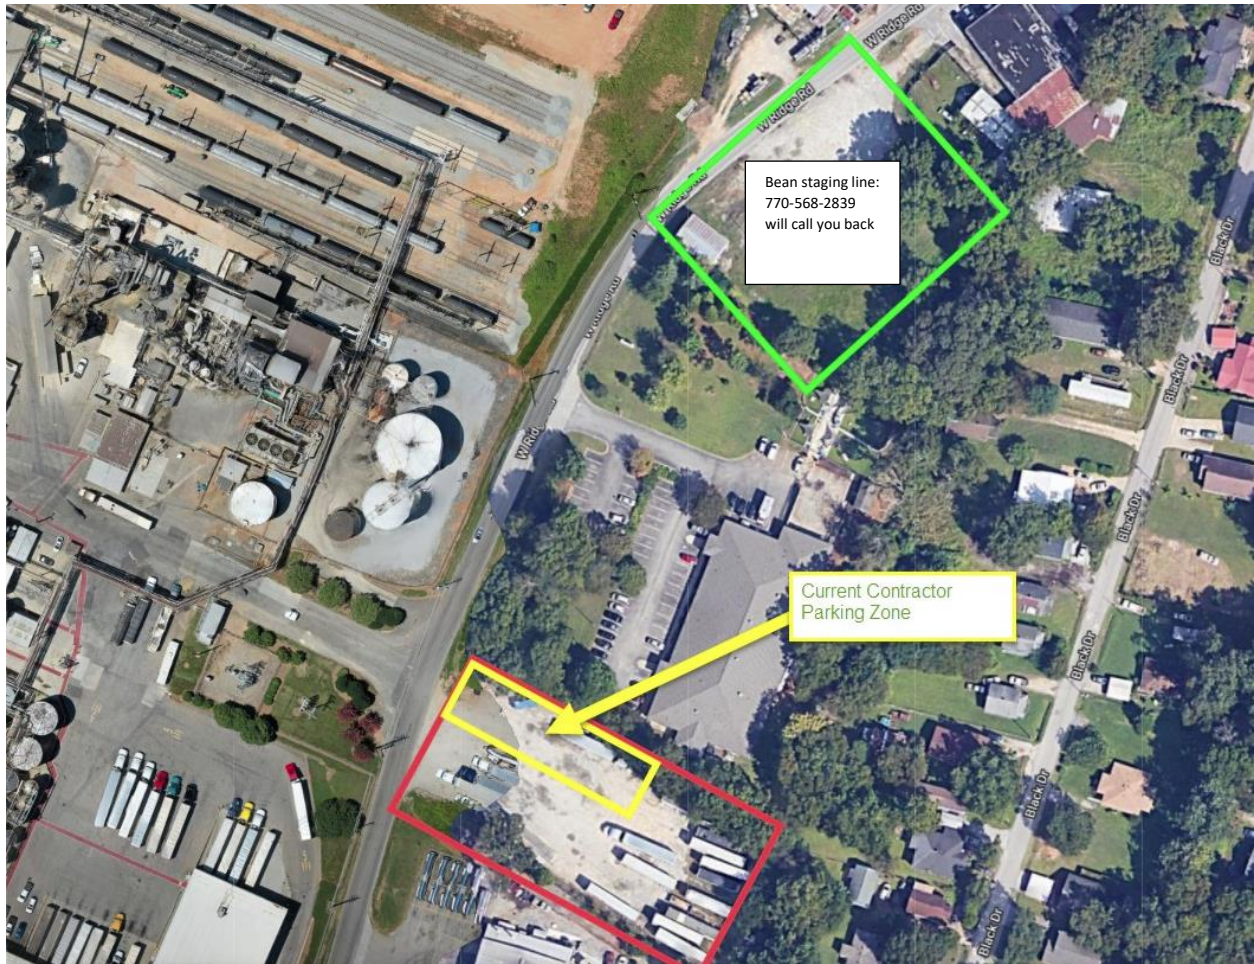 W Ridge Rd
W Ridge Rd
W Ridge Rd
Bean staging line:
770-568-2839
will call you back
W Ridge Rd
Black Dr
Black Dr
W Rid
Black Dr
Current Contractor
Parking Zone
Black Dr
Black Dr
Black Dr